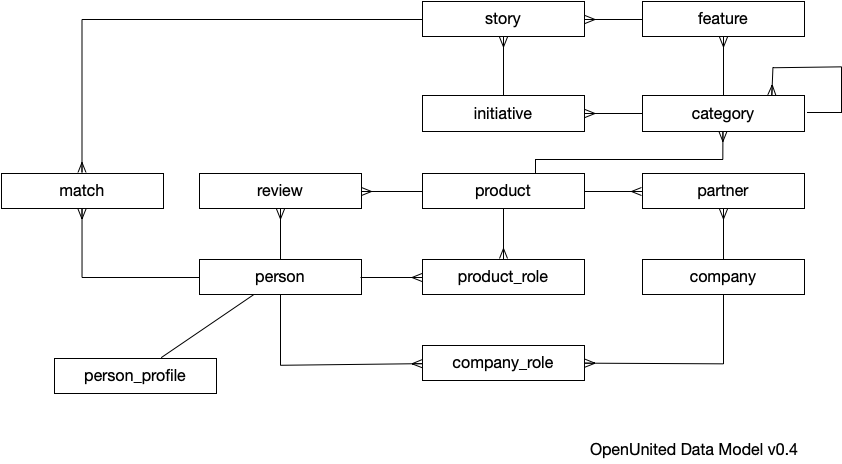 story
feature
initiative
category
match
review
product
partner
person
product_role
company
person_profile
company_role
OpenUnited Data Model v0.4